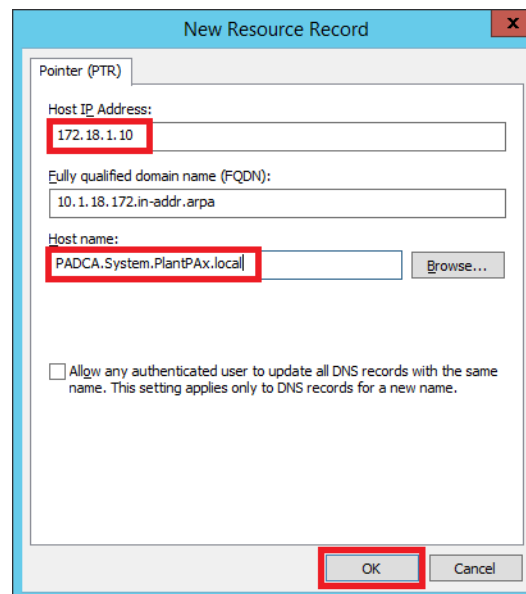 New Resource Record
x
Pointer (PTR)
Host IP Address:
172.18.1.10
Fully qualified domain name (FQDN):
10.1.18.172.in-addr.arpa
Host name:
PADCA.System.PlantPAx.local
Browse...
Allow any authenticated user to update all DNS records with the same
name. This setting applies only to DNS records for a new name.
OK
Cancel